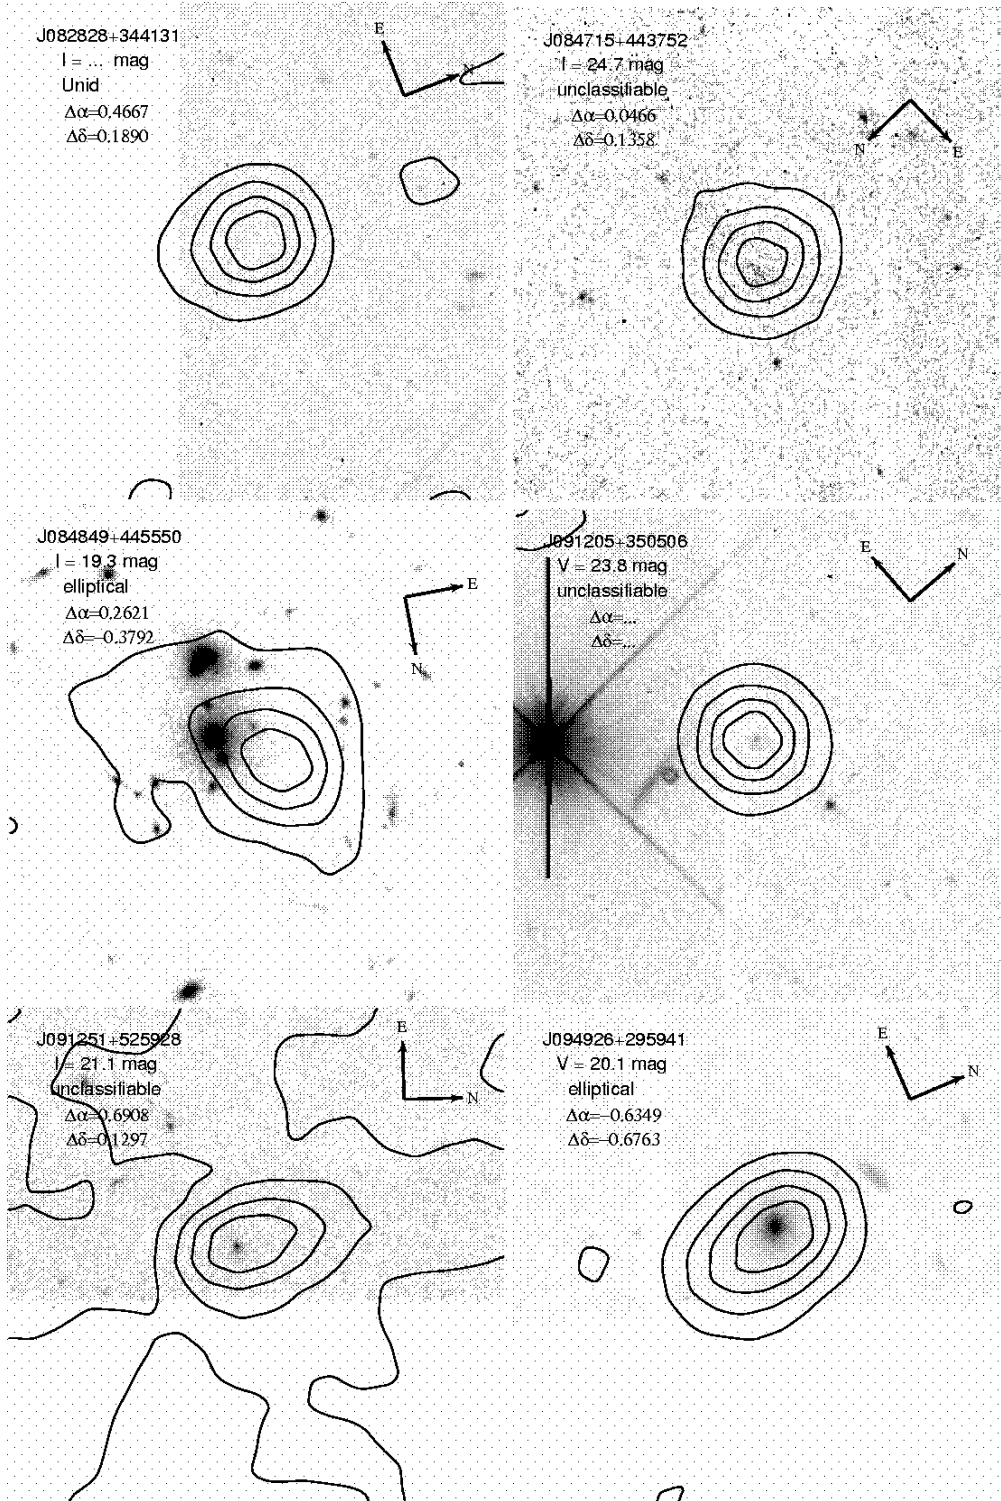 J082828+344131
I = ... mag
Unid
Δα=0.4667
Δδ=0.1890
E
N
J084715+443752
I = 24.7 mag
unclassifiable
Δα=0.0466
Δδ=0.1358
N
E
J084849+445550
I = 19.3 mag
elliptical
Δα=0.2621
Δδ=−0.3792
E
N
J091205+350506
V = 23.8 mag
unclassifiable
Δα=...
Δδ=...
E
N
J091251+525928
I = 21.1 mag
unclassifiable
Δα=0.6908
Δδ=0.1297
E
N
J094926+295941
V = 20.1 mag
elliptical
Δα=−0.6349
Δδ=−0.6763
E
N